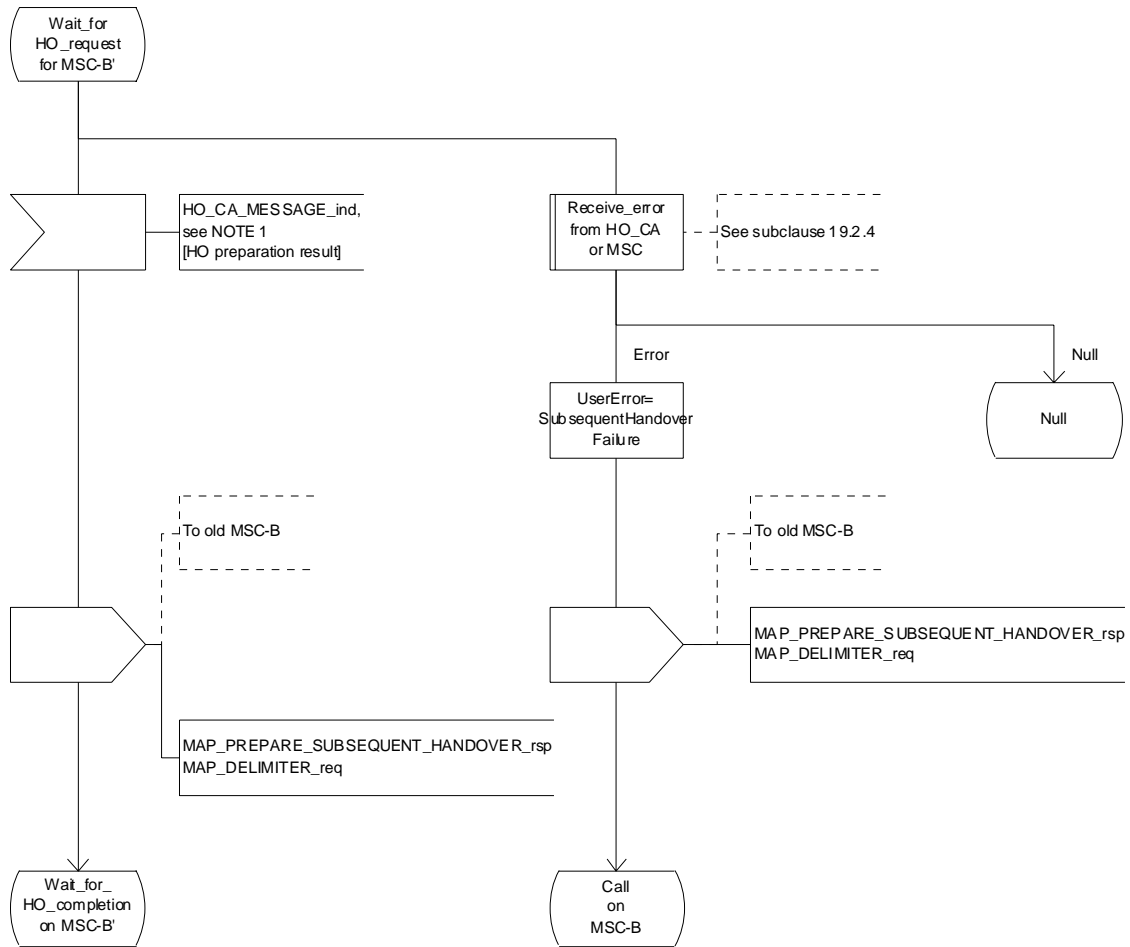 Wait_for
HO_request
for MSC-B'
HO_CA_MESSAGE_ind,
see NOTE 1
[HO preparation result]
Receive_error
from HO_CA
or MSC
See subclause 19.2.4
Error
Null
UserError=
SubsequentHandover
Failure
Null
To old MSC-B
To old MSC-B
MAP_PREPARE_SUBSEQUENT_HANDOVER_rsp
MAP_DELIMITER_req
MAP_PREPARE_SUBSEQUENT_HANDOVER_rsp
MAP_DELIMITER_req
Wait_for_
HO_completion
on MSC-B'
Call
on
MSC-B